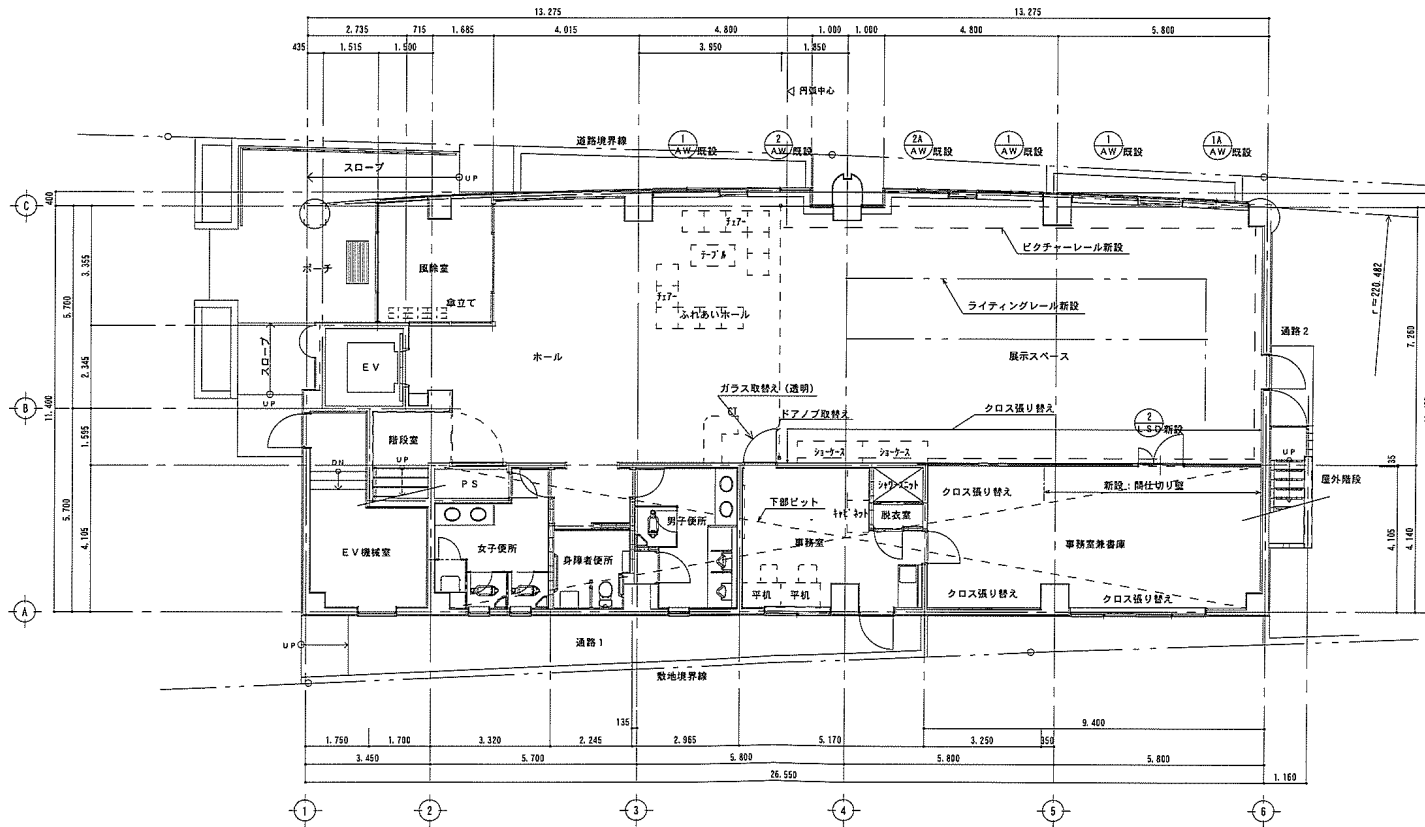 13.275
13.275
2.735
715
1.685
4.015
4.800
1.000
1.000
4.800
5.800
435
1.515
1.500
3.950
1.850
円弧中心
道路境界線
1
AW 既設
2
AW 既設
2A
AW 既設
1
AW 既設
1
AW 既設
1A
AW 既設
スロープ
UP
C
400
チェアー
テーブル
チェアー
ふれあいホール
ピクチャーレール新設
ライティングレール新設
r=220.482
ポーチ
風除室
傘立て
3.355
5.700
2.345
11.400
1.595
5.700
4.105
7.260
通路2
スロープ
UP
EV
ホール
展示スペース
ガラス取替え(透明)
CT
ドアノブ取替え
クロス張り替え
2
LSD 新設
B
階段室
UP
DN
PS
ショーケース
ショーケース
UP
35
屋外階段
シャワーユニット
クロス張り替え
新設:間仕切り壁
男子便所
下部ピット
キャビネット
脱衣室
EV機械室
女子便所
身障者便所
事務室
事務室兼書庫
4.105
4.140
平机
平机
クロス張り替え
クロス張り替え
A
UP
通路1
敷地境界線
135
9.400
1.750
1.700
3.320
2.245
2.965
5.170
3.250
350
3.450
5.700
5.800
5.800
5.800
26.550
1.160
1
2
3
4
5
6